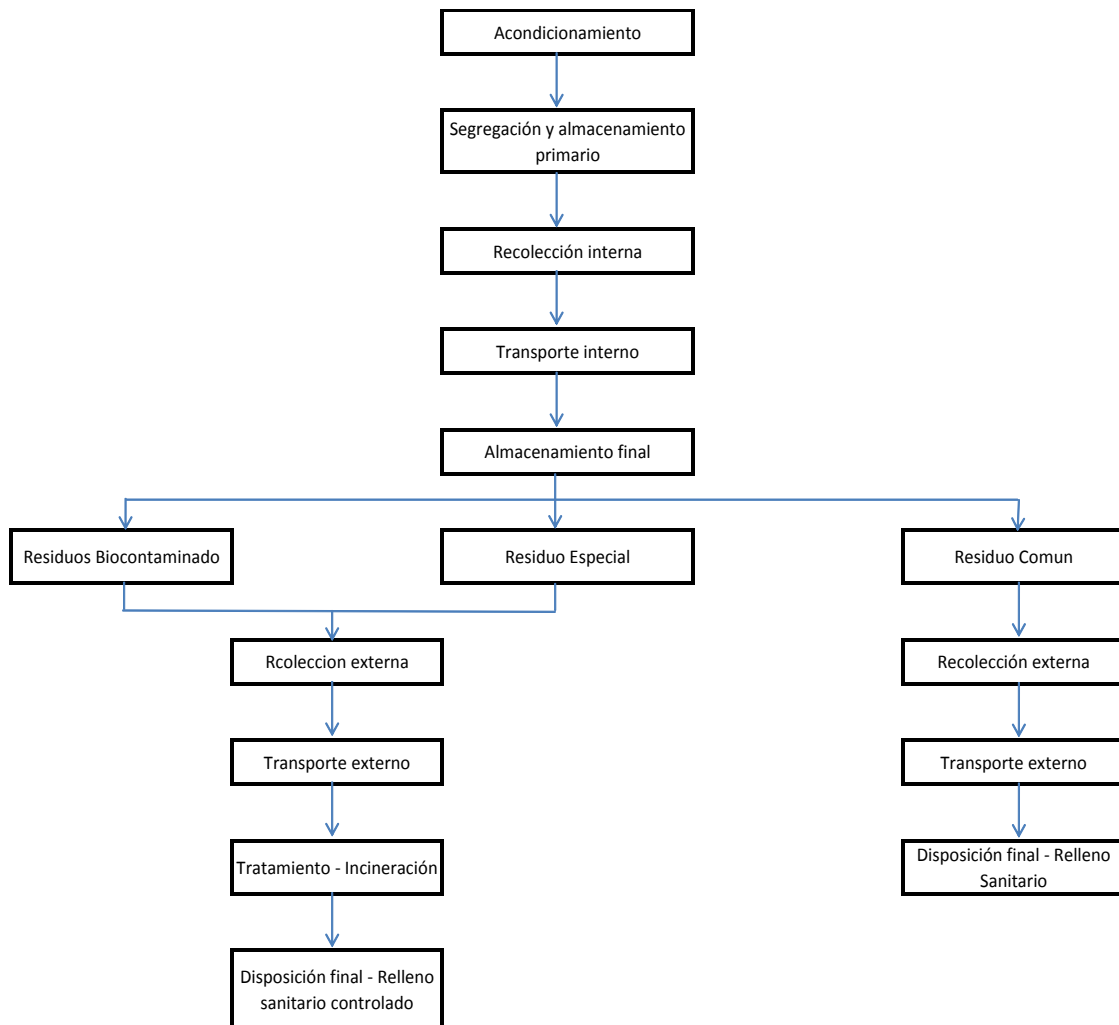 Acondicionamiento
Segregación y almacenamiento
primario
Recolección interna
Transporte interno
Almacenamiento final
Residuos Biocontaminado
Residuo Especial
Residuo Comun
Rcoleccion externa
Recolección externa
Transporte externo
Transporte externo
Tratamiento - Incineración
Disposición final - Relleno
Sanitario
Disposición final - Relleno
sanitario controlado